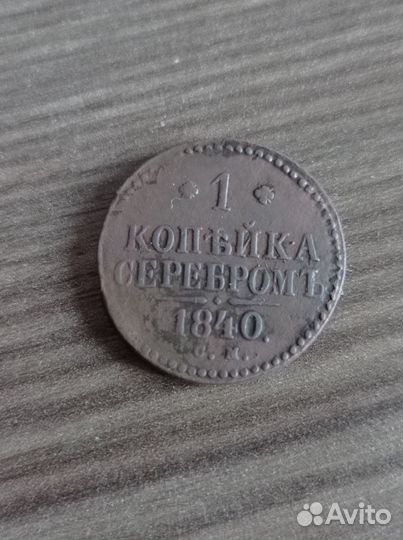 * 1 *
КОПѢЙКА
СЕРЕБРОМЪ
1840.
С. М.
Avito